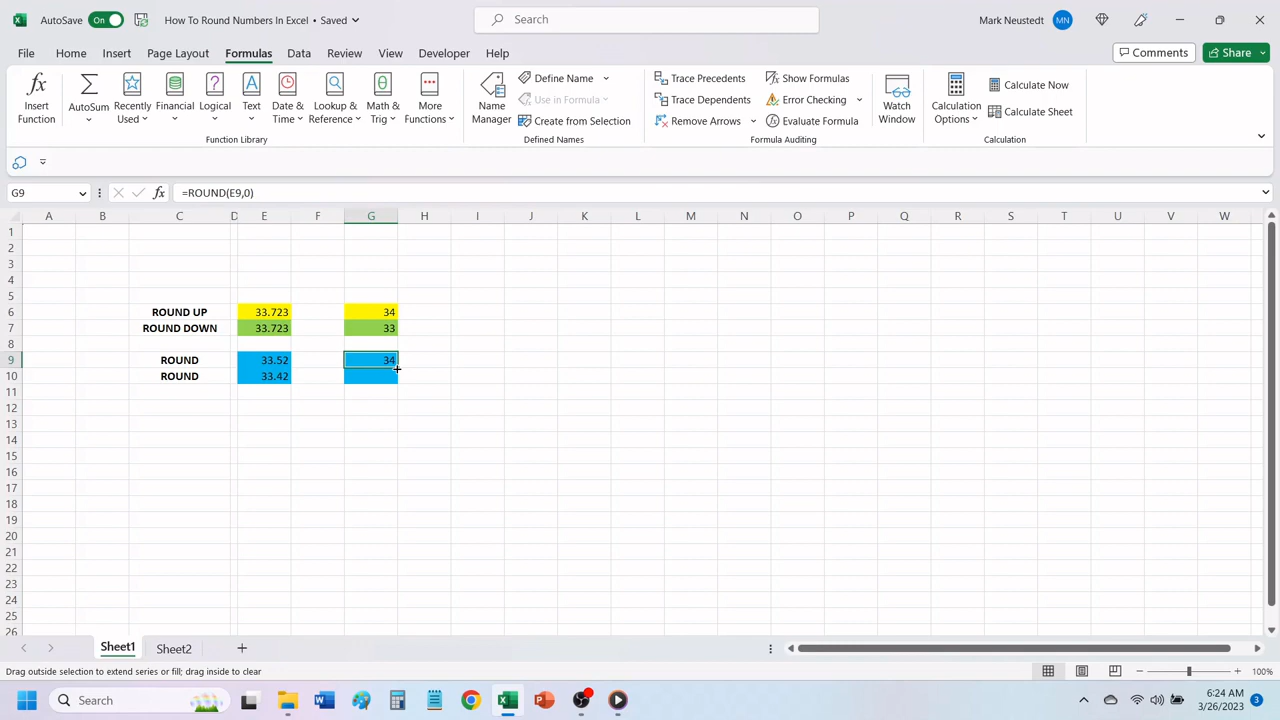 AutoSave On How To Round Numbers In Excel • Saved Search Mark Neustedt MN
File Home Insert Page Layout Formulas Data Review View Developer Help Comments Share
Insert Function AutoSum Recently Used Financial Logical Text Date & Time Lookup & Reference Math & Trig More Functions
Function Library
Name Manager Define Name Use in Formula Create from Selection
Defined Names
Trace Precedents Trace Dependents Remove Arrows Show Formulas Error Checking Evaluate Formula Watch Window
Formula Auditing
Calculation Options Calculate Now Calculate Sheet
Calculation
G9 fx =ROUND(E9,0)
A B C D E F G H I J K L M N O P Q R S T U V W
1
2
3
4
5
6 ROUND UP 33.723 34
7 ROUND DOWN 33.723 33
8
9 ROUND 33.52 34
10 ROUND 33.42
11
12
13
14
15
16
17
18
19
20
21
22
23
24
25
26
Sheet1 Sheet2
Drag outside selection to extend series or fill; drag inside to clear 100%
Search 6:24 AM
3/26/2023 3